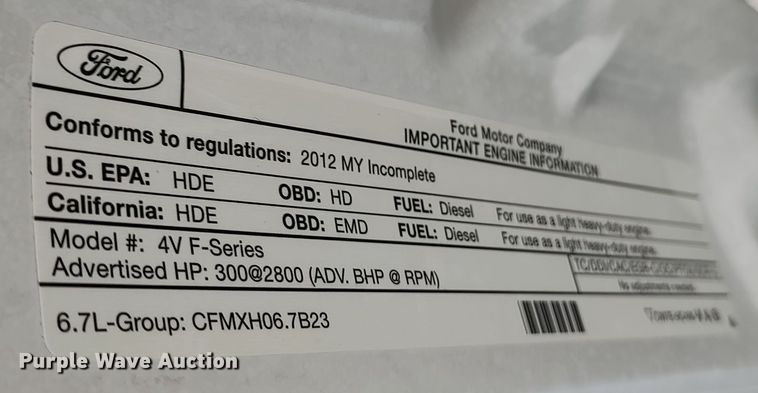 Ford
Ford Motor Company
IMPORTANT ENGINE INFORMATION
Conforms to regulations: 2012 MY Incomplete
U.S. EPA: HDE OBD: HD FUEL: Diesel For use as a light heavy-duty engine.
California: HDE OBD: EMD FUEL: Diesel For use as a light heavy-duty engine.
Model #: 4V F-Series
Advertised HP: 300@2800 (ADV. BHP @ RPM)
No adjustments needed.
6.7L-Group: CFMXH06.7B23
Purple Wave Auction